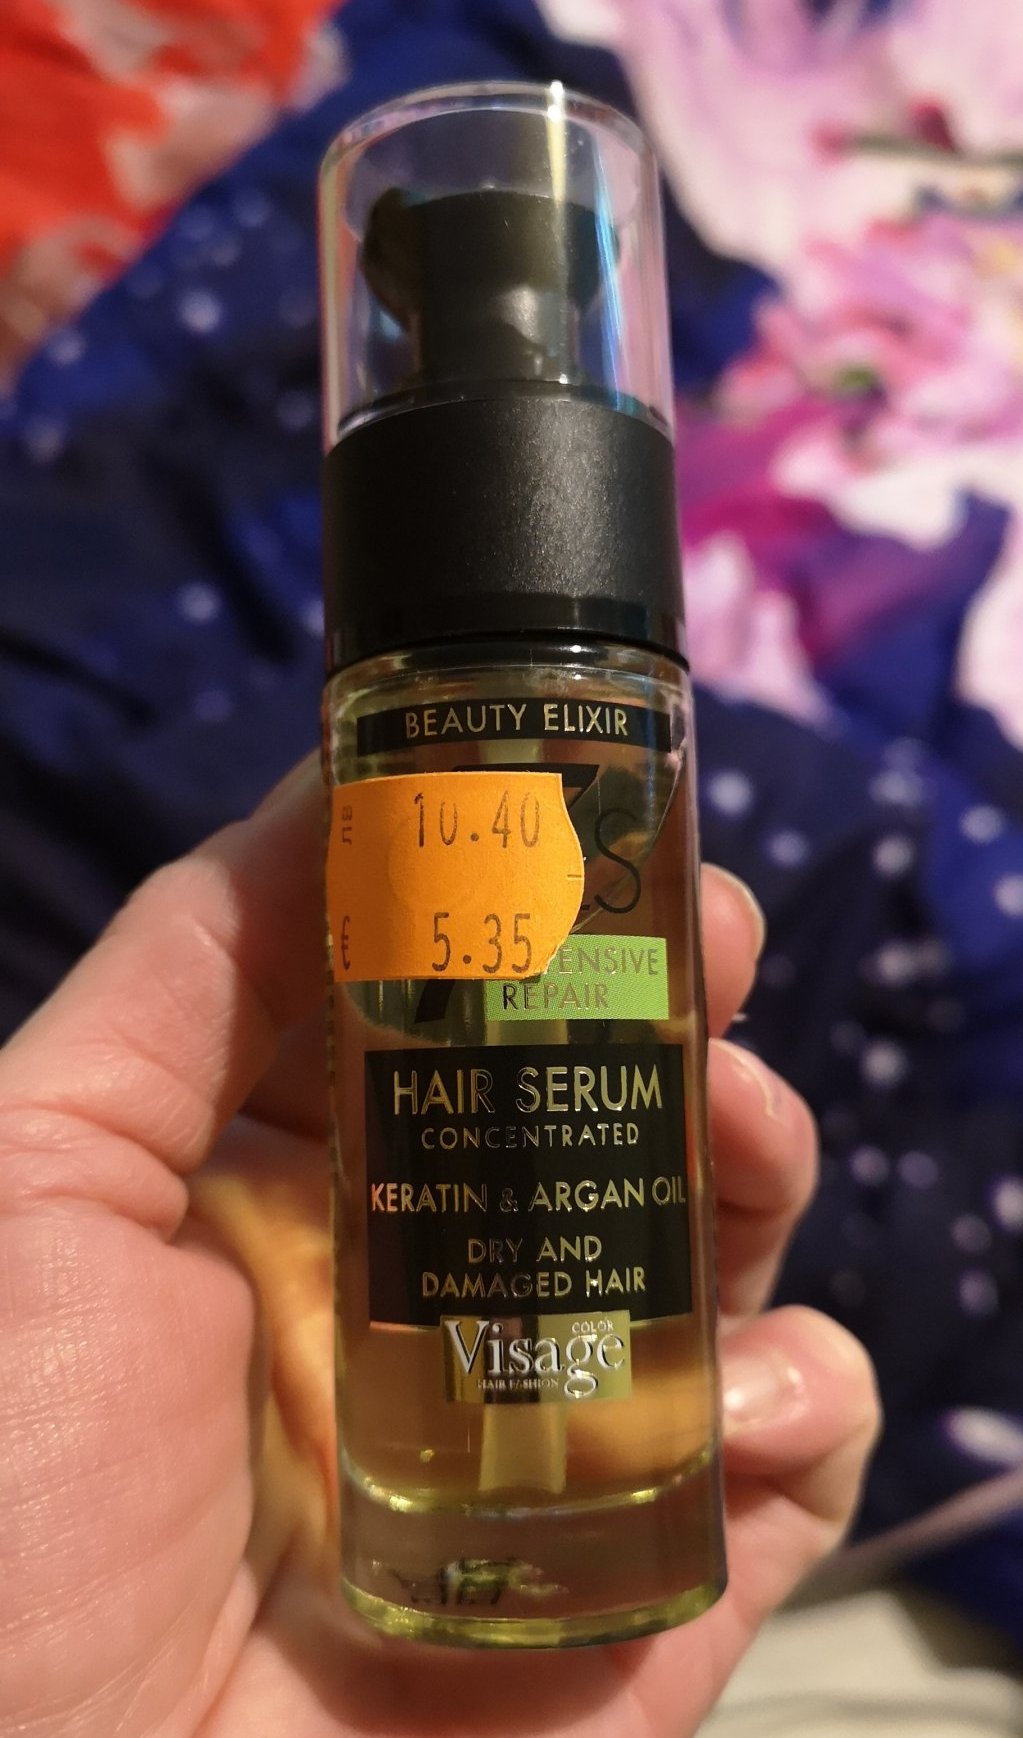 BEAUTY ELIXIR
лв 10.40
€ 5.35
REPAIR
HAIR SERUM
CONCENTRATED
KERATIN & ARGAN OIL
DRY AND
DAMAGED HAIR
COLOR
Visage
HAIR FASHION